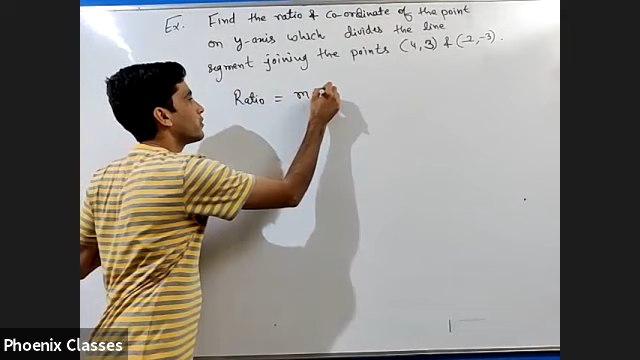 Ex. Find the ratio & co-ordinate of the point
on y-axis which divides the line
segment joining the points (4,3) & (-2,-3).
Ratio = m
Phoenix Classes